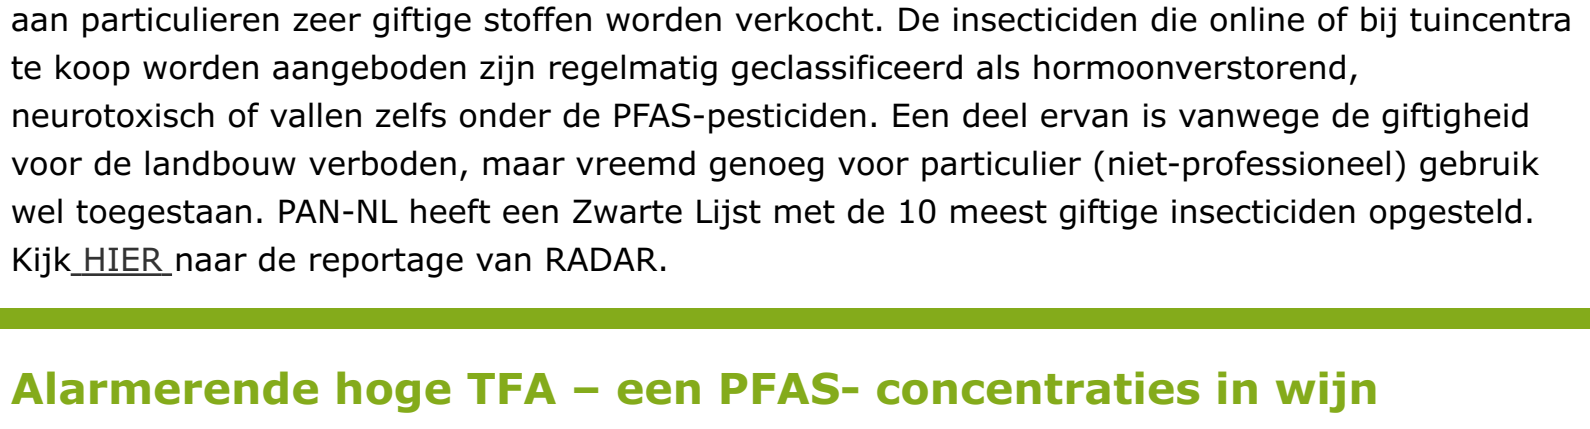 aan particulieren zeer giftige stoffen worden verkocht. De insecticiden die online of bij tuincentra
te koop worden aangeboden zijn regelmatig geclassificeerd als hormoonverstorend,
neurotoxisch of vallen zelfs onder de PFAS-pesticiden. Een deel ervan is vanwege de giftigheid
voor de landbouw verboden, maar vreemd genoeg voor particulier (niet-professioneel) gebruik
wel toegestaan. PAN-NL heeft een Zwarte Lijst met de 10 meest giftige insecticiden opgesteld.
Kijk HIER naar de reportage van RADAR.
Alarmerende hoge TFA – een PFAS- concentraties in wijn